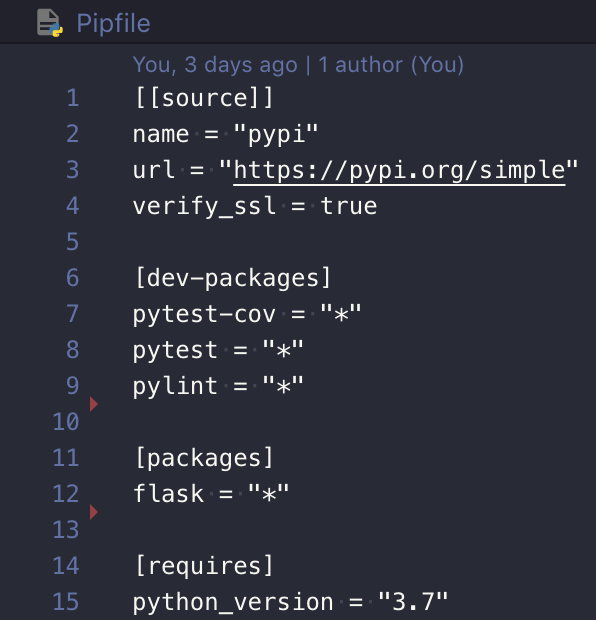 Pipfile
You, 3 days ago | 1 author (You)
1 [[source]]
2 name = "pypi"
3 url = "https://pypi.org/simple"
4 verify_ssl = true
5
6 [dev-packages]
7 pytest-cov = "*"
8 pytest = "*"
9 pylint = "*"
10
11 [packages]
12 flask = "*"
13
14 [requires]
15 python_version = "3.7"